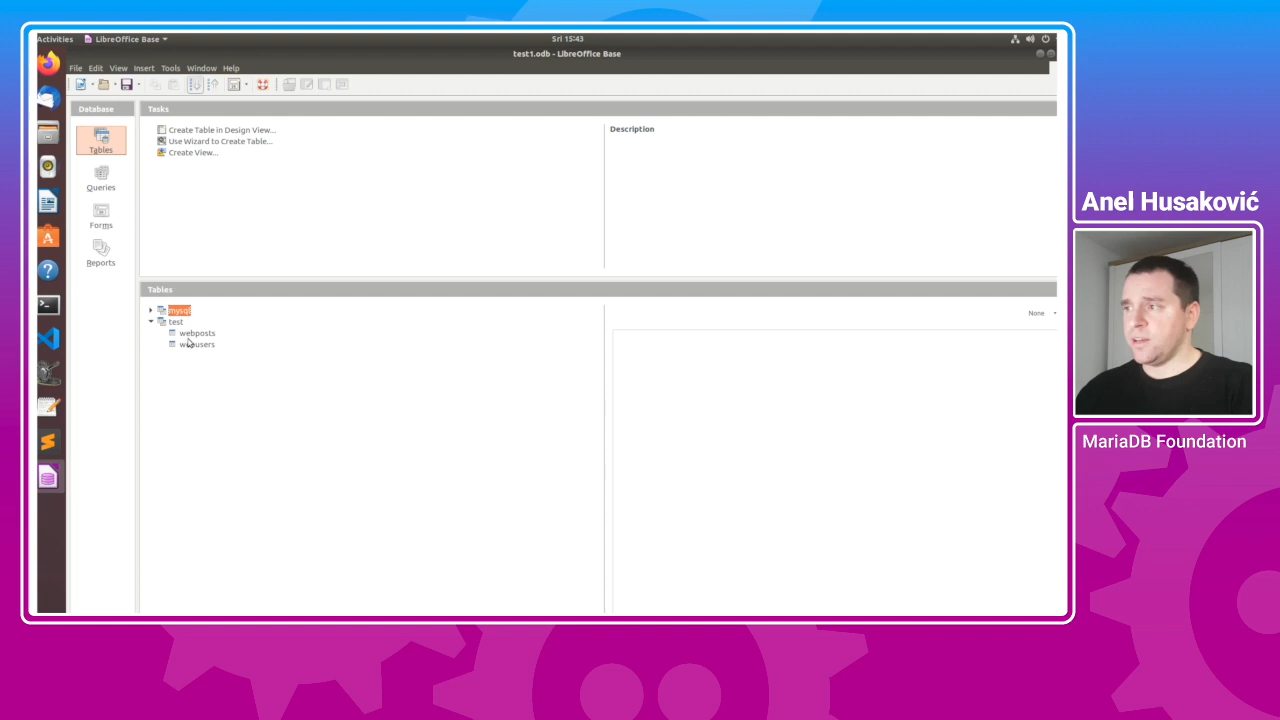 Activities LibreOffice Base Sri 15:43
test1.odb - LibreOffice Base
File Edit View Insert Tools Window Help
Database
Tables
Queries
Forms
Reports
Tasks
Create Table in Design View...
Use Wizard to Create Table...
Create View...
Description
Tables
mysql
test
webposts
webusers
None
Anel Husaković
MariaDB Foundation